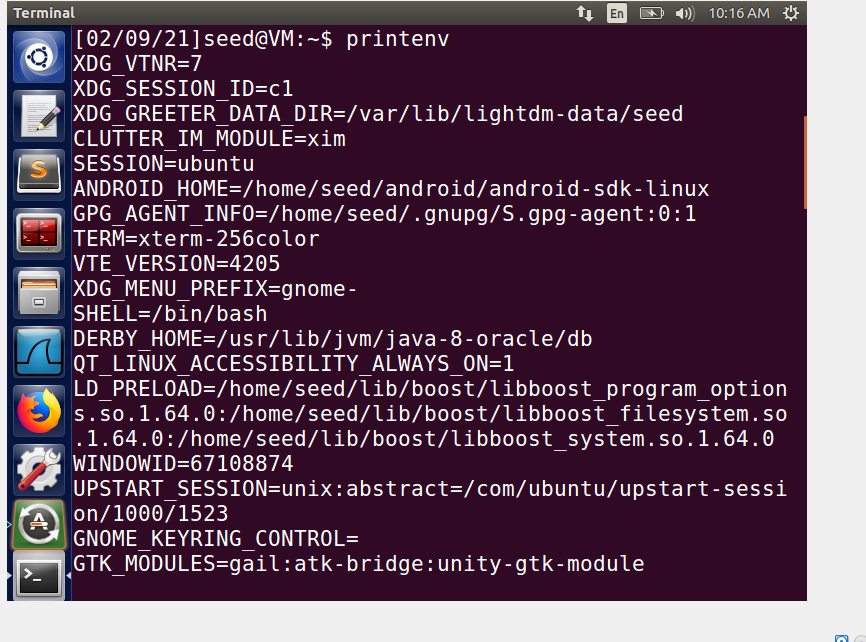 Terminal
En
10:16 AM
[02/09/21]seed@VM:~$ printenv
XDG_VTNR=7
XDG_SESSION_ID=c1
XDG_GREETER_DATA_DIR=/var/lib/lightdm-data/seed
CLUTTER_IM_MODULE=xim
SESSION=ubuntu
ANDROID_HOME=/home/seed/android/android-sdk-linux
GPG_AGENT_INFO=/home/seed/.gnupg/S.gpg-agent:0:1
TERM=xterm-256color
VTE_VERSION=4205
XDG_MENU_PREFIX=gnome-
SHELL=/bin/bash
DERBY_HOME=/usr/lib/jvm/java-8-oracle/db
QT_LINUX_ACCESSIBILITY_ALWAYS_ON=1
LD_PRELOAD=/home/seed/lib/boost/libboost_program_option
s.so.1.64.0:/home/seed/lib/boost/libboost_filesystem.so
.1.64.0:/home/seed/lib/boost/libboost_system.so.1.64.0
WINDOWID=67108874
UPSTART_SESSION=unix:abstract=/com/ubuntu/upstart-sessi
on/1000/1523
GNOME_KEYRING_CONTROL=
GTK_MODULES=gail:atk-bridge:unity-gtk-module